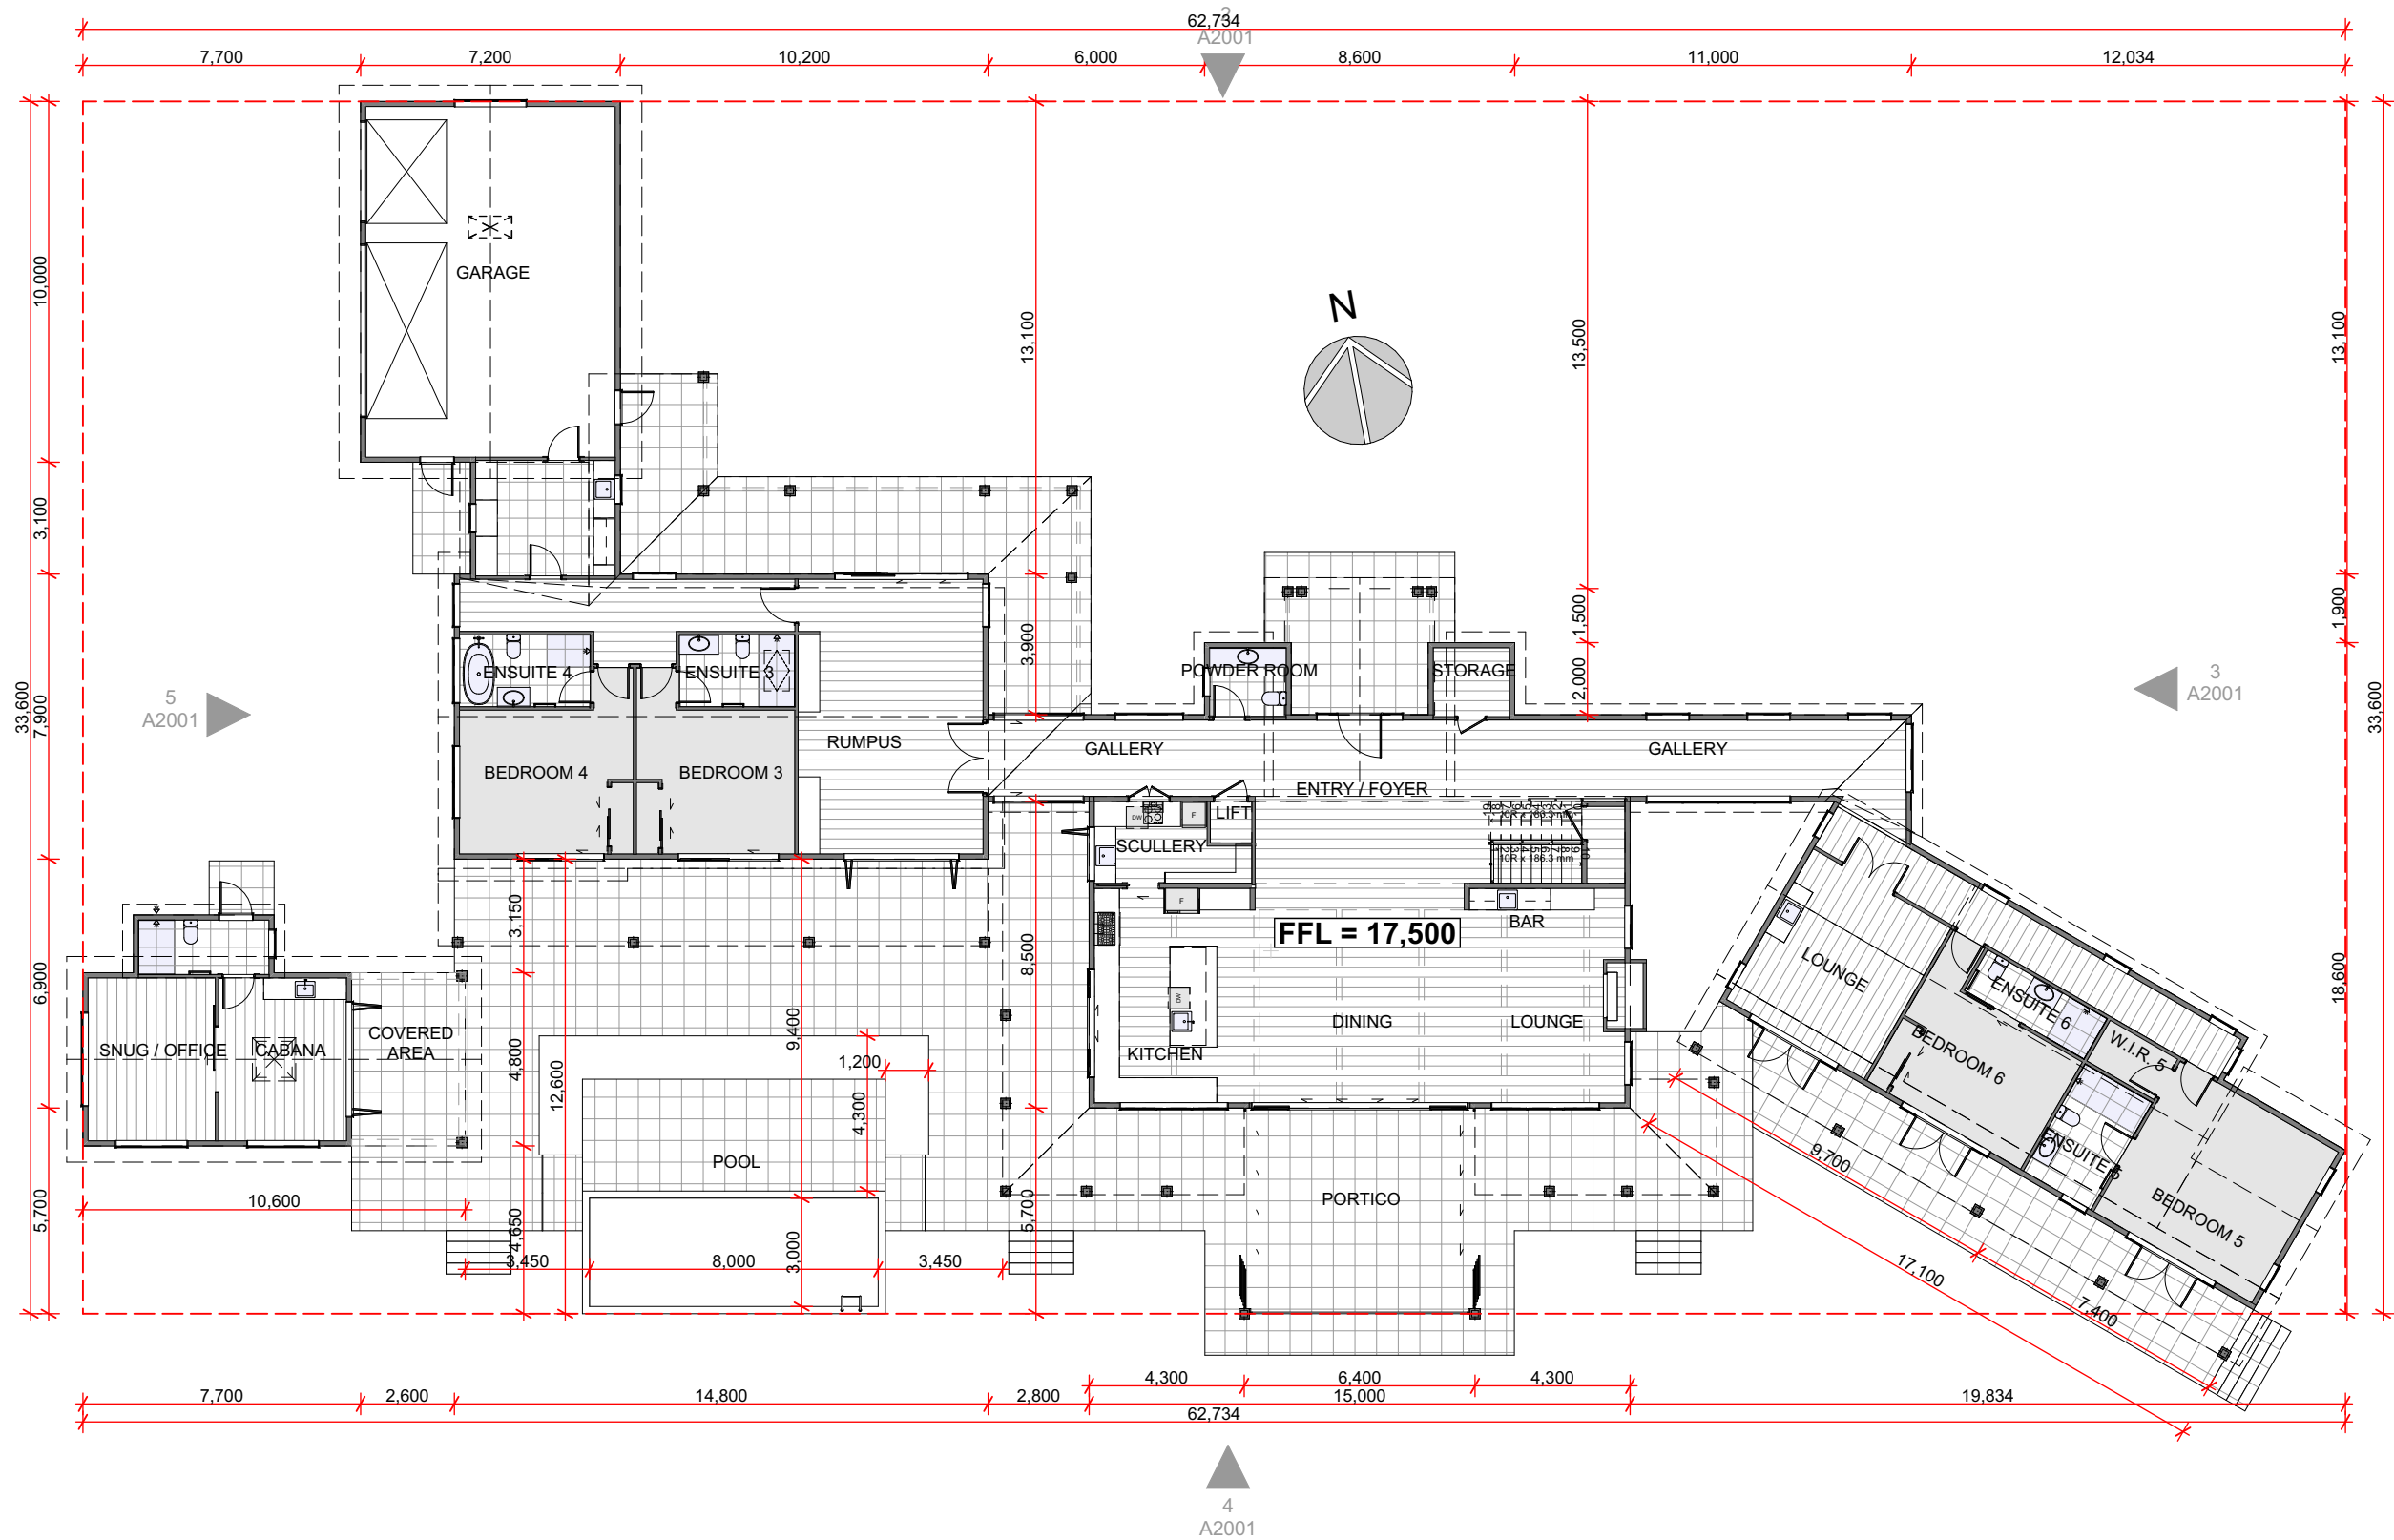 2
A2001
62,734
7,700
7,200
10,200
6,000
8,600
11,000
12,034
10,000
3,100
7,900
6,900
5,700
33,600
GARAGE
N
13,100
13,500
13,100
3,900
1,500
2,000
1,900
18,600
33,600
5
A2001
3
A2001
ENSUITE 4
ENSUITE 3
POWDER ROOM
STORAGE
BEDROOM 4
BEDROOM 3
RUMPUS
GALLERY
GALLERY
ENTRY / FOYER
LIFT
DW
F
SCULLERY
10R x 186.3 mm
F
BAR
FFL = 17,500
DW
KITCHEN
DINING
LOUNGE
LOUNGE
ENSUITE 6
BEDROOM 6
W.I.R. 5
ENSUITE 5
BEDROOM 5
SNUG / OFFICE
CABANA
COVERED
AREA
3,150
4,800
4,650
12,600
9,400
3,000
1,200
4,300
8,500
5,700
POOL
PORTICO
10,600
3,450
8,000
3,450
9,700
17,100
7,400
4,300
6,400
4,300
7,700
2,600
14,800
2,800
15,000
19,834
62,734
4
A2001